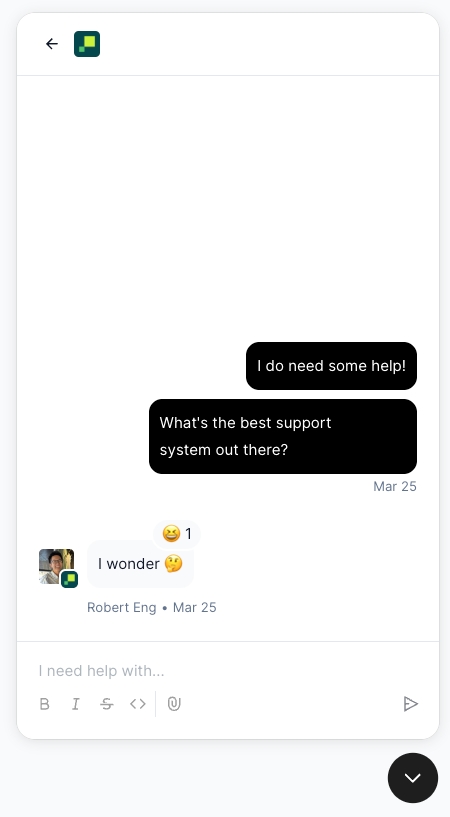 I do need some help!
What's the best support
system out there?
Mar 25
😆 1
I wonder 🤔
Robert Eng • Mar 25
I need help with...
B I S <>